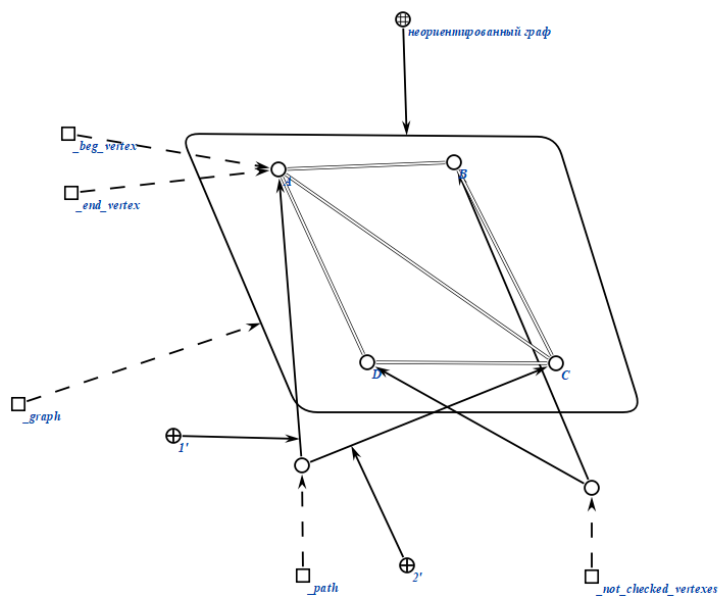 неориентированный граф
_beg_vertex
A
B
_end_vertex
D
C
_graph
1'
2'
_path
_not_checked_vertexes